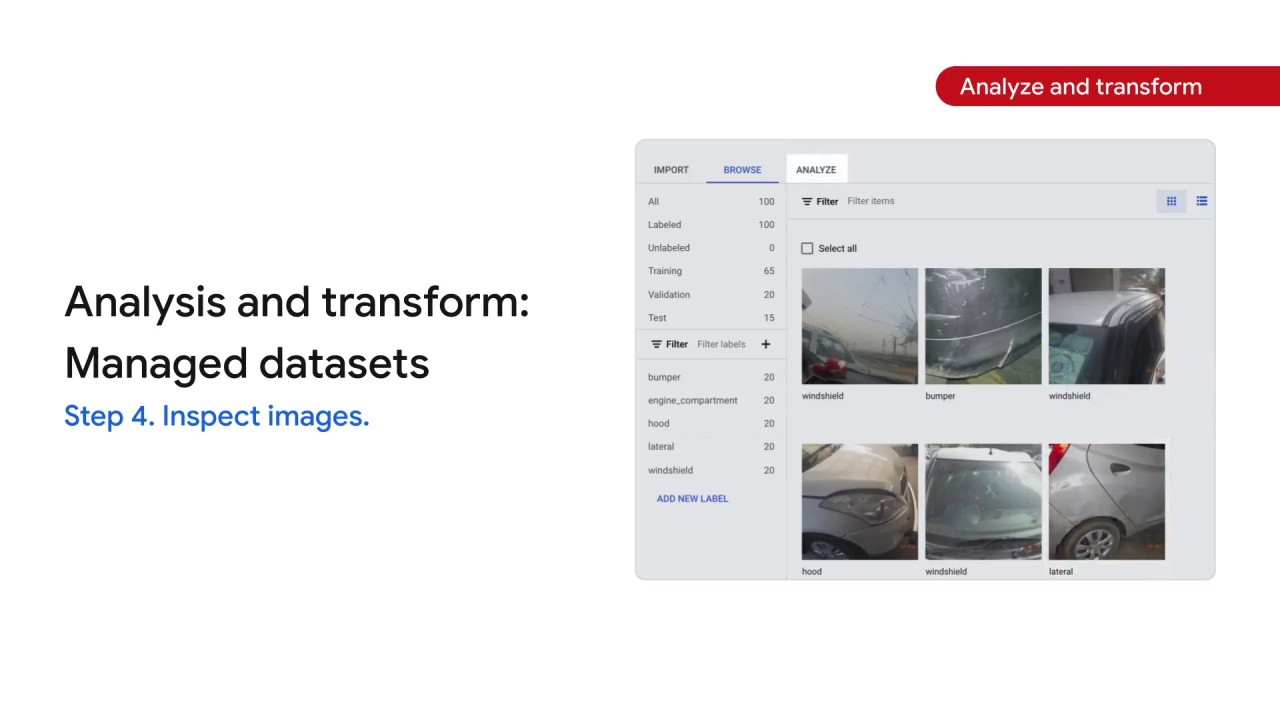 Analyze and transform
Analysis and transform:
Managed datasets
Step 4. Inspect images.
IMPORT BROWSE ANALYZE
All 100
Labeled 100
Unlabeled 0
Training 65
Validation 20
Test 15
Filter Filter labels +
bumper 20
engine_compartment 20
hood 20
lateral 20
windshield 20
ADD NEW LABEL
Filter Filter items
Select all
windshield bumper windshield
hood windshield lateral